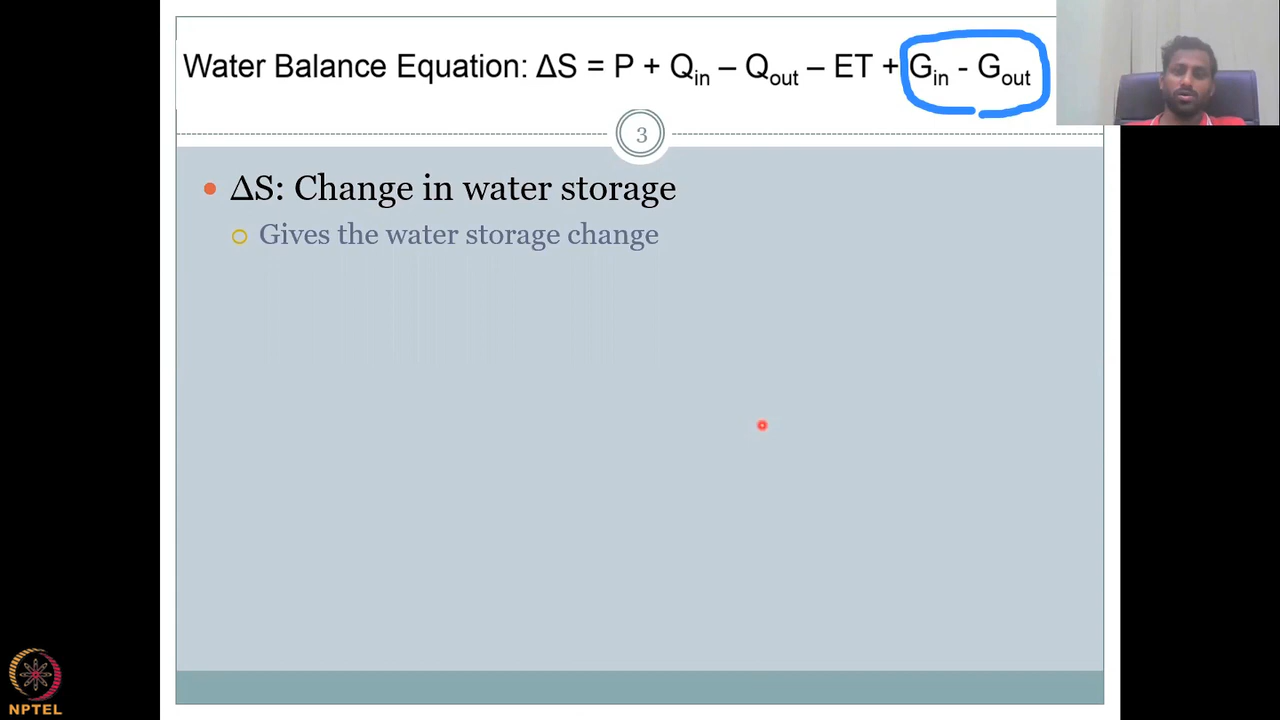 Water Balance Equation: ΔS = P + Qin – Qout – ET + Gin - Gout
3
ΔS: Change in water storage
Gives the water storage change
NPTEL